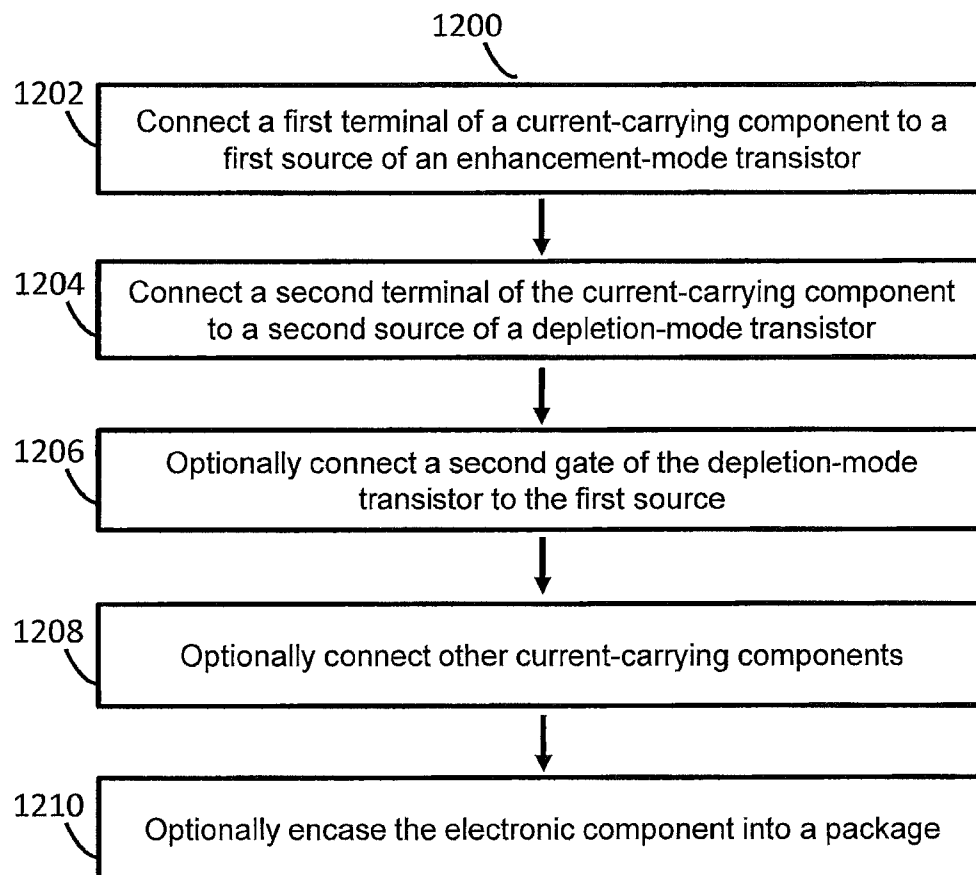 1200
1202
Connect a first terminal of a current-carrying component to a
first source of an enhancement-mode transistor
1204
Connect a second terminal of the current-carrying component
to a second source of a depletion-mode transistor
1206
Optionally connect a second gate of the depletion-mode
transistor to the first source
1208
Optionally connect other current-carrying components
1210
Optionally encase the electronic component into a package